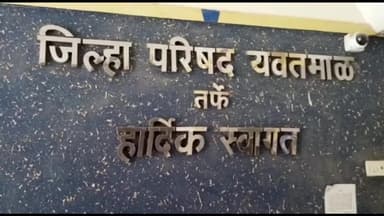 जिल्हा परिषद यवतमाळ
तर्फे
हार्दिक स्वागत